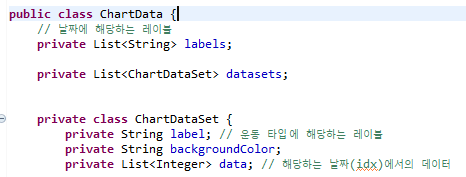 public class ChartData {
// 날짜에 해당하는 레이블
private List<String> labels;
private List<ChartDataSet> datasets;
private class ChartDataSet {
private String label; // 운동 타입에 해당하는 레이블
private String backgroundColor;
private List<Integer> data; // 해당하는 날짜(idx)에서의 데이터